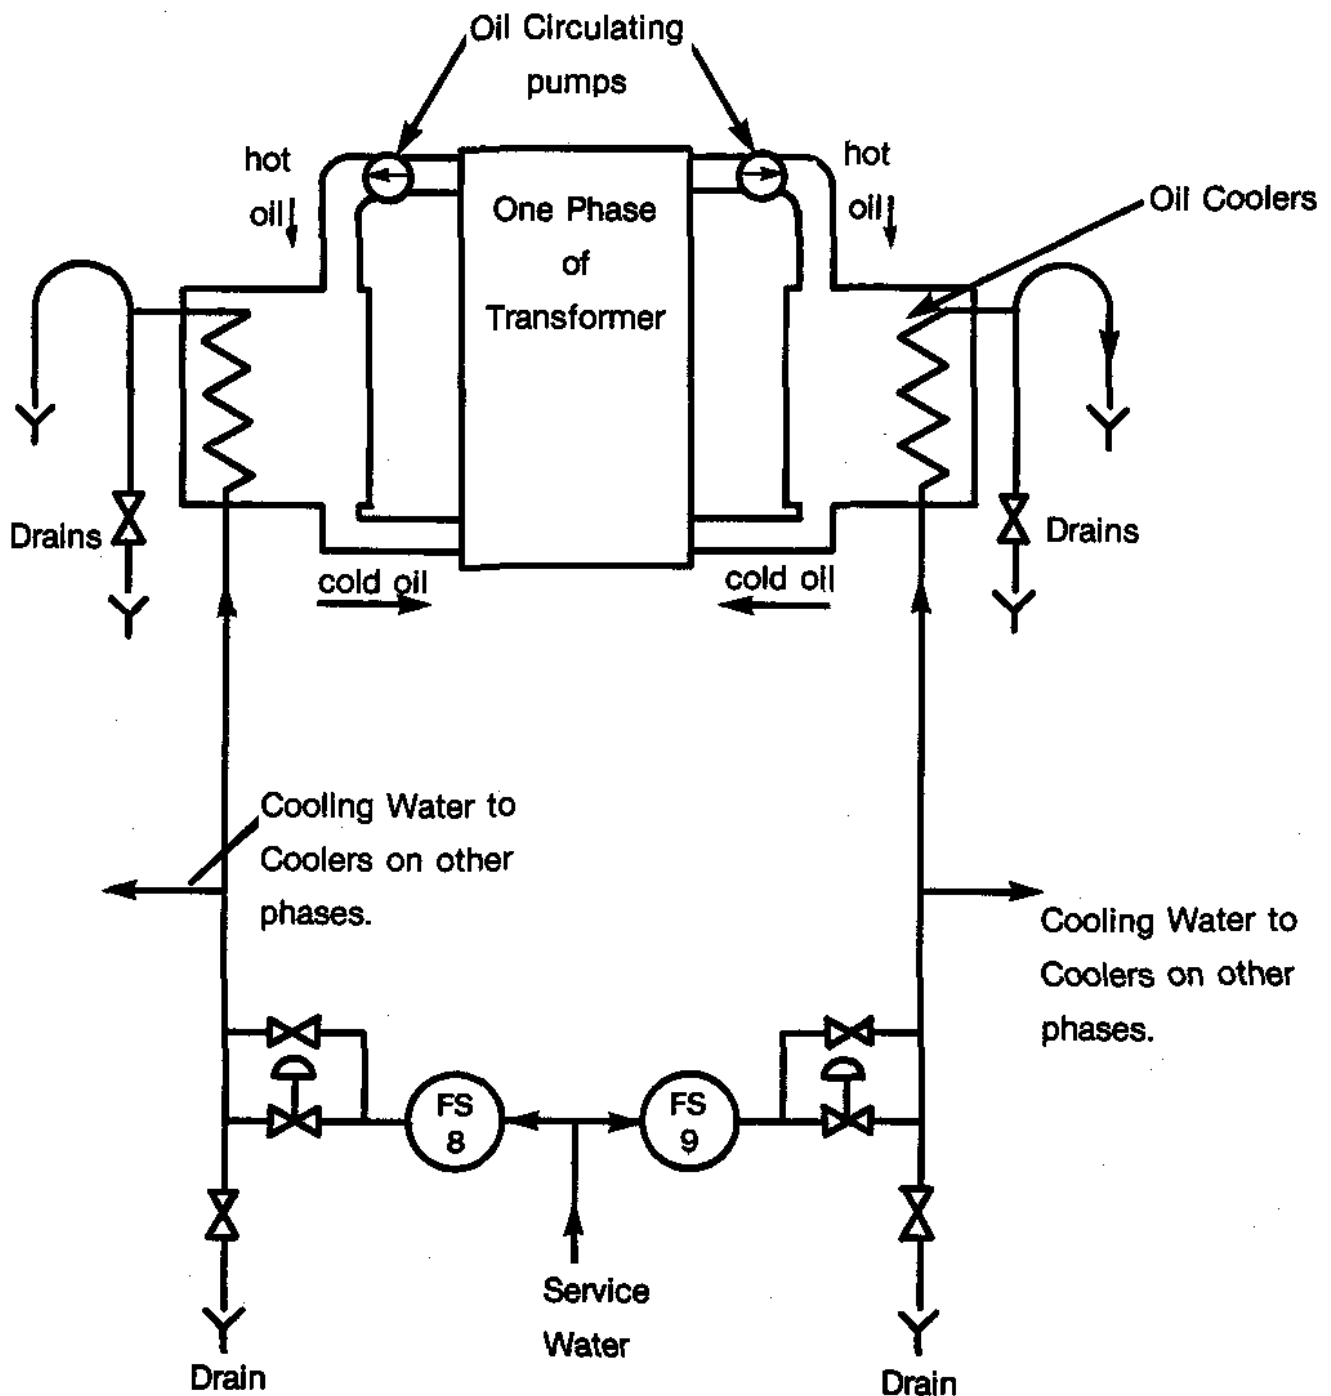 Oil Circulating
pumps
hot
oil
hot
oil
One Phase
of
Transformer
Oil Coolers
Drains
Drains
cold oil
cold oil
Cooling Water to
Coolers on other
phases.
Cooling Water to
Coolers on other
phases.
FS
8
FS
9
Service
Water
Drain
Drain